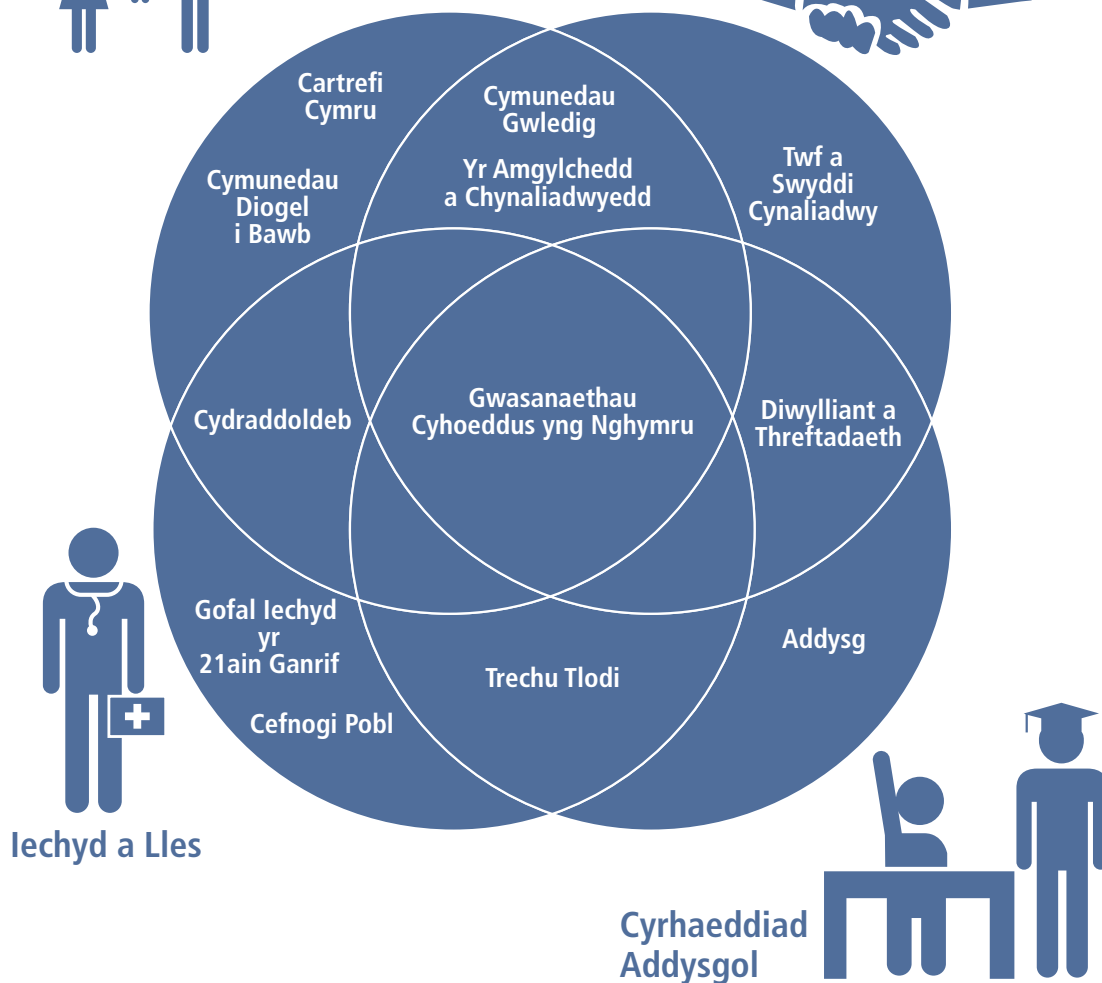 Cartrefi
Cymru
Cymunedau
Gwledig
Yr Amgylchedd
a Chynaliadwyedd
Twf a
Swyddi
Cynaliadwy
Cymunedau
Diogel
i Bawb
Cydraddoldeb
Gwasanaethau
Cyhoeddus yng Nghymru
Diwylliant a
Threftadaeth
Gofal Iechyd
yr
21ain Ganrif
Cefnogi Pobl
Trechu Tlodi
Addysg
Iechyd a Lles
Cyrhaeddiad
Addysgol